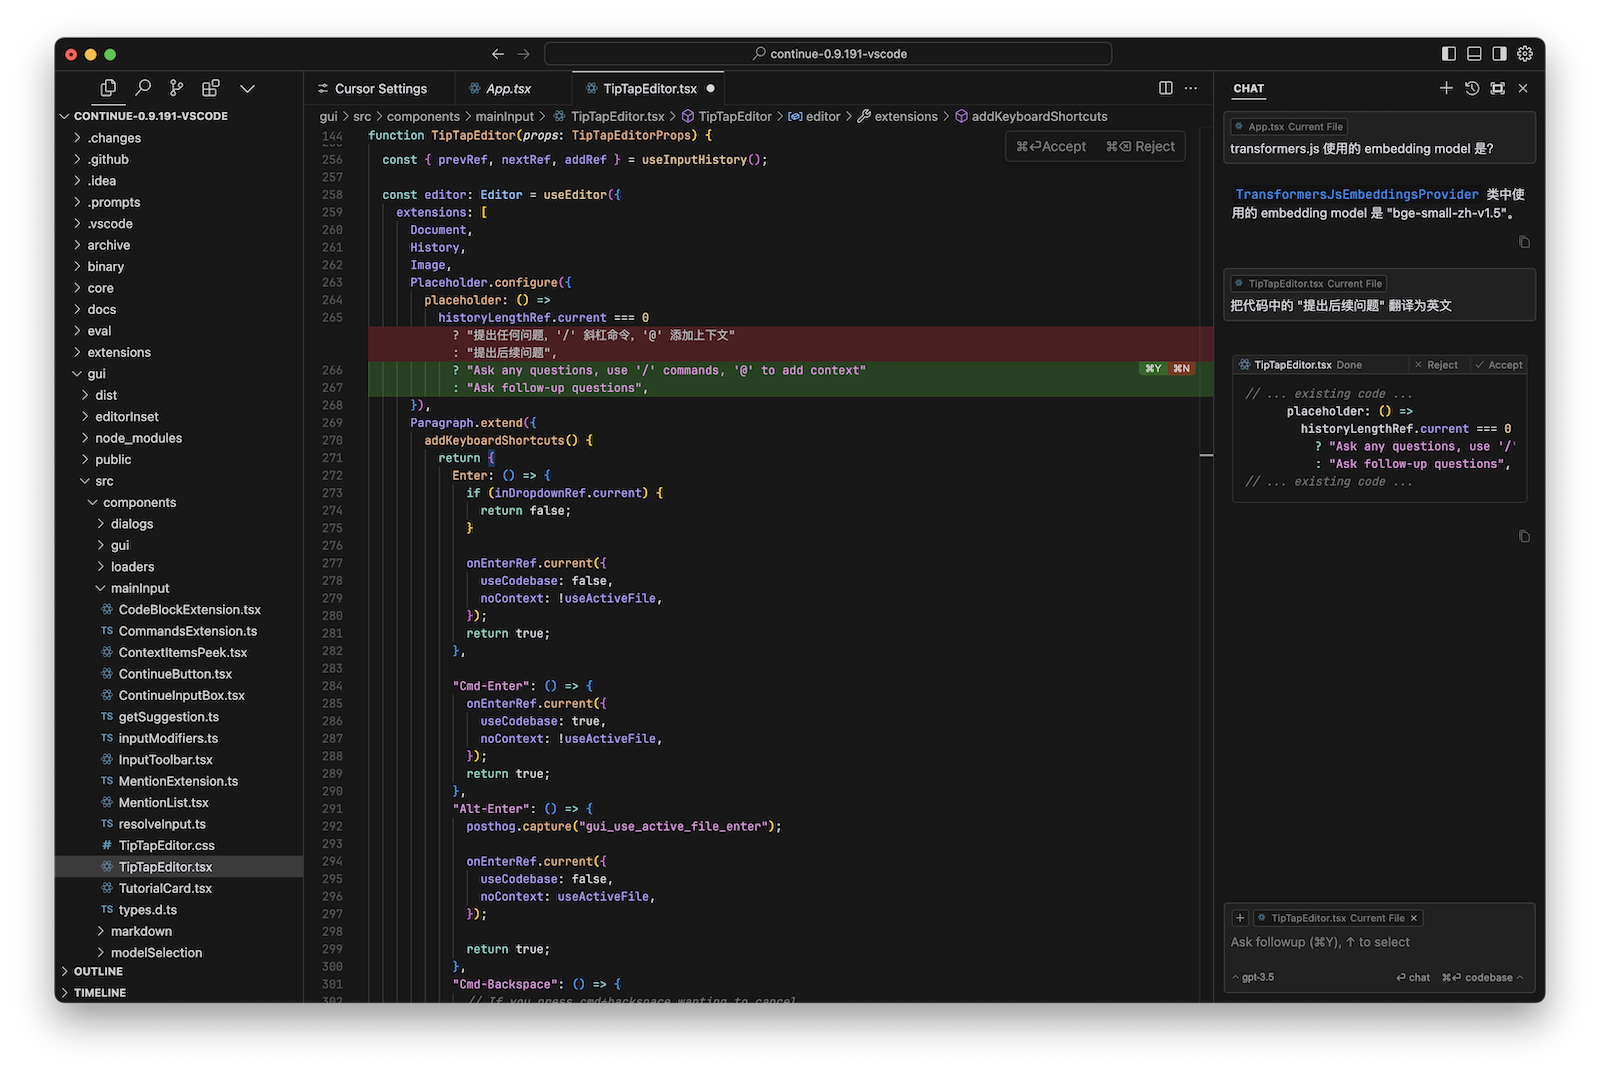 continue-0.9.191-vscode
CONTINUE-0.9.191-VSCODE
.changes
.github
.idea
.prompts
.vscode
archive
binary
core
docs
eval
extensions
gui
dist
editorInset
node_modules
public
src
components
dialogs
gui
loaders
mainInput
CodeBlockExtension.tsx
TS CommandsExtension.ts
ContextItemsPeek.tsx
ContinueButton.tsx
ContinueInputBox.tsx
TS getSuggestion.ts
TS inputModifiers.ts
InputToolbar.tsx
TS MentionExtension.ts
MentionList.tsx
TS resolveInput.ts
# TipTapEditor.css
TipTapEditor.tsx
TutorialCard.tsx
TS types.d.ts
markdown
modelSelection
OUTLINE
TIMELINE
Cursor Settings
App.tsx
TipTapEditor.tsx
gui > src > components > mainInput > TipTapEditor.tsx > TipTapEditor > editor > extensions > addKeyboardShortcuts
⌘⏎Accept ⌘⌫ Reject
144 function TipTapEditor(props: TipTapEditorProps) {
256 const { prevRef, nextRef, addRef } = useInputHistory();
257
258 const editor: Editor = useEditor({
259 extensions: [
260 Document,
261 History,
262 Image,
263 Placeholder.configure({
264 placeholder: () =>
265 historyLengthRef.current === 0
? "提出任何问题，'/' 斜杠命令，'@' 添加上下文"
: "提出后续问题",
266 ? "Ask any questions, use '/' commands, '@' to add context"
⌘Y ⌘N
267 : "Ask follow-up questions",
268 }),
269 Paragraph.extend({
270 addKeyboardShortcuts() {
271 return {
272 Enter: () => {
273 if (inDropdownRef.current) {
274 return false;
275 }
276
277 onEnterRef.current({
278 useCodebase: false,
279 noContext: !useActiveFile,
280 });
281 return true;
282 },
283
284 "Cmd-Enter": () => {
285 onEnterRef.current({
286 useCodebase: true,
287 noContext: !useActiveFile,
288 });
289 return true;
290 },
291 "Alt-Enter": () => {
292 posthog.capture("gui_use_active_file_enter");
293
294 onEnterRef.current({
295 useCodebase: false,
296 noContext: useActiveFile,
297 });
298
299 return true;
300 },
301 "Cmd-Backspace": () => {
302 // If you press cmd+backspace wanting to cancel
CHAT
App.tsx Current File
transformers.js 使用的 embedding model 是?
TransformersJsEmbeddingsProvider 类中使
用的 embedding model 是 "bge-small-zh-v1.5"。
TipTapEditor.tsx Current File
把代码中的 "提出后续问题" 翻译为英文
TipTapEditor.tsx Done × Reject ✓ Accept
// ... existing code ...
placeholder: () =>
historyLengthRef.current === 0
? "Ask any questions, use '/'
: "Ask follow-up questions",
// ... existing code ...
+ TipTapEditor.tsx Current File ×
Ask followup (⌘Y), ↑ to select
^ gpt-3.5 ⏎ chat ⌘⏎ codebase ^